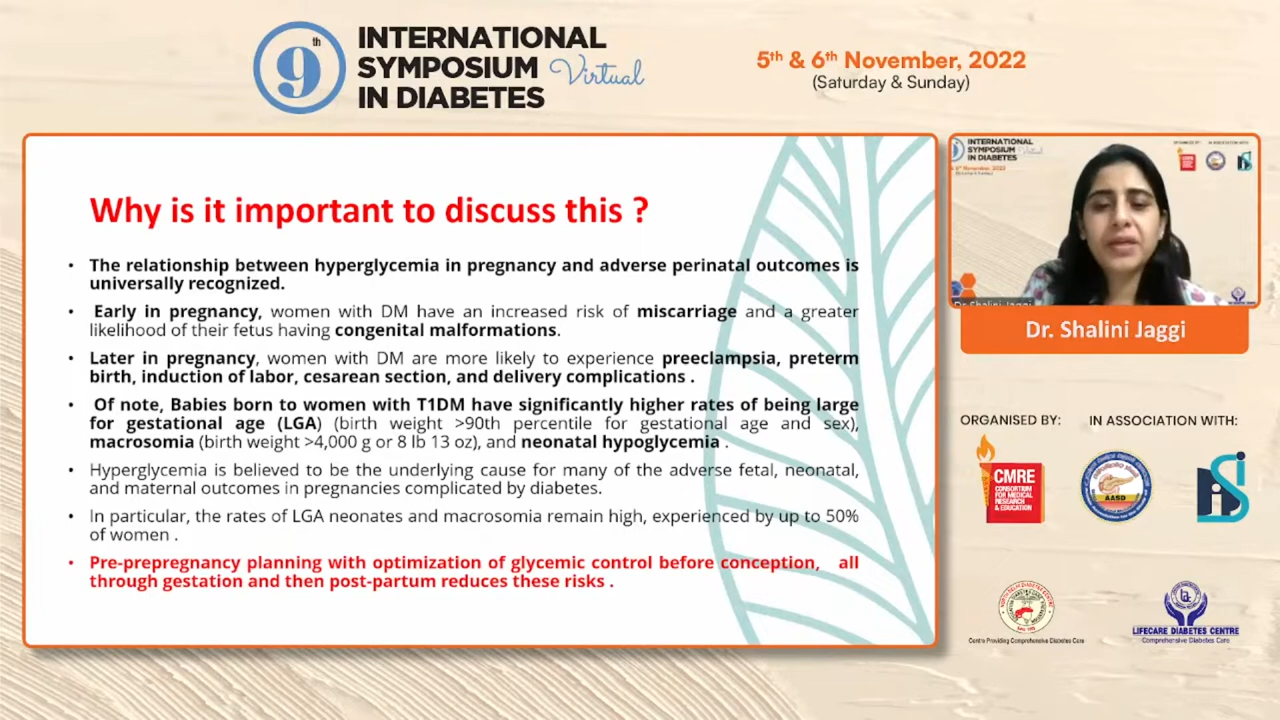 9th
INTERNATIONAL
SYMPOSIUM Virtual
IN DIABETES
5th & 6th November, 2022
(Saturday & Sunday)
Why is it important to discuss this ?
• The relationship between hyperglycemia in pregnancy and adverse perinatal outcomes is
universally recognized.
• Early in pregnancy, women with DM have an increased risk of miscarriage and a greater
likelihood of their fetus having congenital malformations.
• Later in pregnancy, women with DM are more likely to experience preeclampsia, preterm
birth, induction of labor, cesarean section, and delivery complications .
• Of note, Babies born to women with T1DM have significantly higher rates of being large
for gestational age (LGA) (birth weight >90th percentile for gestational age and sex),
macrosomia (birth weight >4,000 g or 8 lb 13 oz), and neonatal hypoglycemia .
• Hyperglycemia is believed to be the underlying cause for many of the adverse fetal, neonatal,
and maternal outcomes in pregnancies complicated by diabetes.
• In particular, the rates of LGA neonates and macrosomia remain high, experienced by up to 50%
of women .
• Pre-prepregnancy planning with optimization of glycemic control before conception, all
through gestation and then post-partum reduces these risks .
INTERNATIONAL
SYMPOSIUM Virtual
IN DIABETES
Dr. Shalini Jaggi
Dr. Shalini Jaggi
ORGANISED BY:
IN ASSOCIATION WITH:
CMRE
CONSORTIUM
FOR MEDICAL
RESEARCH
& EDUCATION
AASD
Centre Providing Comprehensive Diabetes Care
LIFECARE DIABETES CENTRE
Comprehensive Diabetes Care